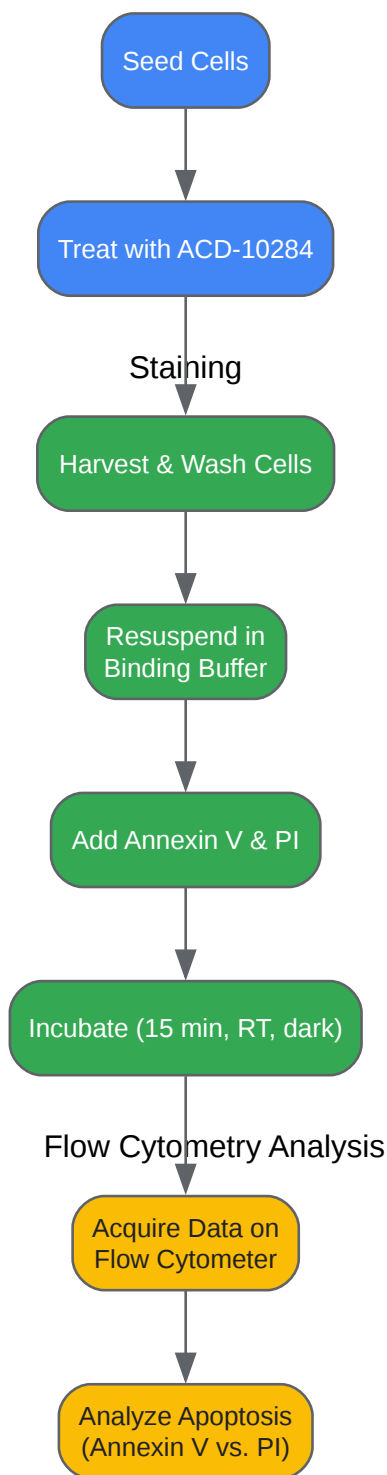 Seed Cells
Treat with ACD-10284
Staining
Harvest & Wash Cells
Resuspend in
Binding Buffer
Add Annexin V & PI
Incubate (15 min, RT, dark)
Flow Cytometry Analysis
Acquire Data on
Flow Cytometer
Analyze Apoptosis
(Annexin V vs. PI)